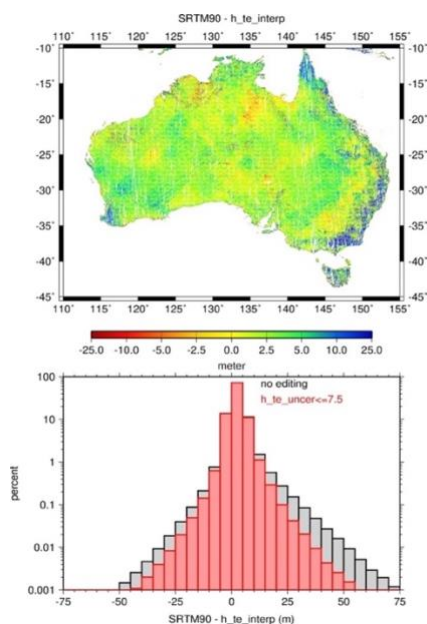 SRTM90 - h_te_interp
110° 115° 120° 125° 130° 135° 140° 145° 150° 155°
-10° -10°
-15° -15°
-20° -20°
-25° -25°
-30° -30°
-35° -35°
-40° -40°
-45° -45°
110° 115° 120° 125° 130° 135° 140° 145° 150° 155°
-25.0 -10.0 -5.0 -2.5 0.0 2.5 5.0 10.0 25.0
meter
100
no editing
h_te_uncer<=7.5
10
1
percent
0.1
0.01
0.001
-75 -50 -25 0 25 50 75
SRTM90 - h_te_interp (m)